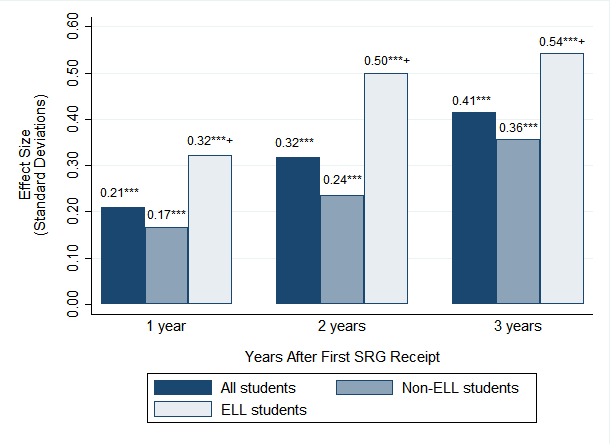 Effect Size
(Standard Deviations)
0.60
0.50
0.40
0.30
0.20
0.10
0.00
0.21***
0.17***
0.32***+
0.32***
0.24***
0.50***+
0.41***
0.36***
0.54***+
1 year
2 years
3 years
Years After First SRG Receipt
All students
Non-ELL students
ELL students